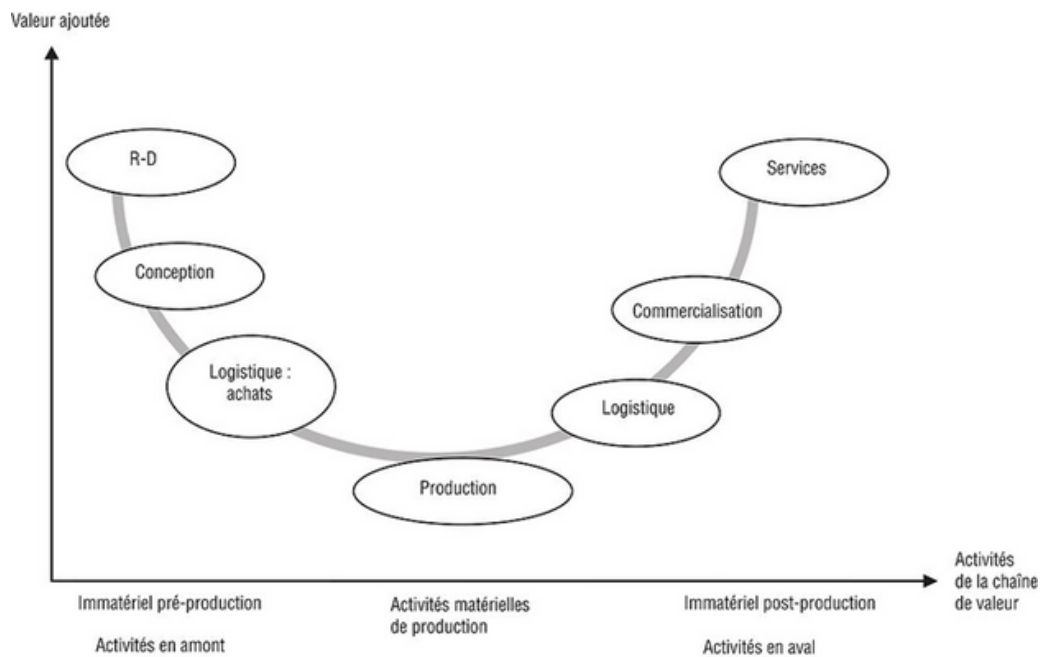 Valeur ajoutée
R-D
Services
Conception
Commercialisation
Logistique :
achats
Logistique
Production
Activités
de la chaîne
de valeur
Immatériel pré-production
Activités matérielles
de production
Immatériel post-production
Activités en amont
Activités en aval